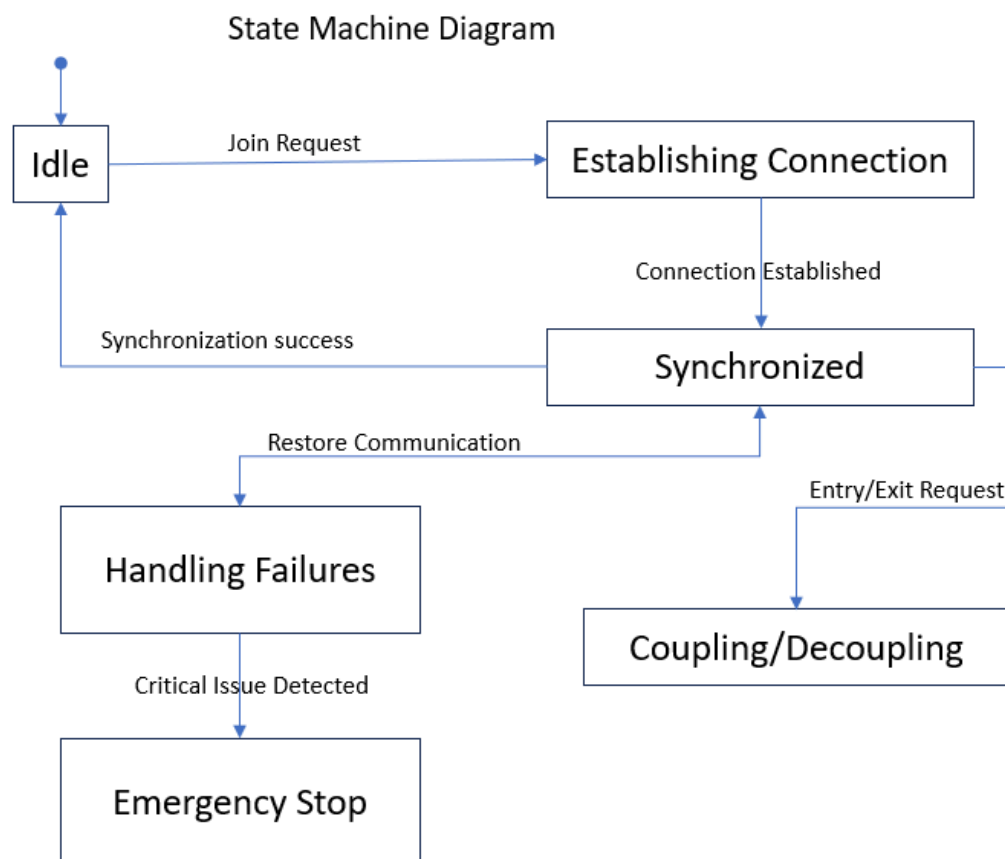 State Machine Diagram
Idle
Join Request
Establishing Connection
Connection Established
Synchronization success
Synchronized
Restore Communication
Entry/Exit Request
Handling Failures
Coupling/Decoupling
Critical Issue Detected
Emergency Stop